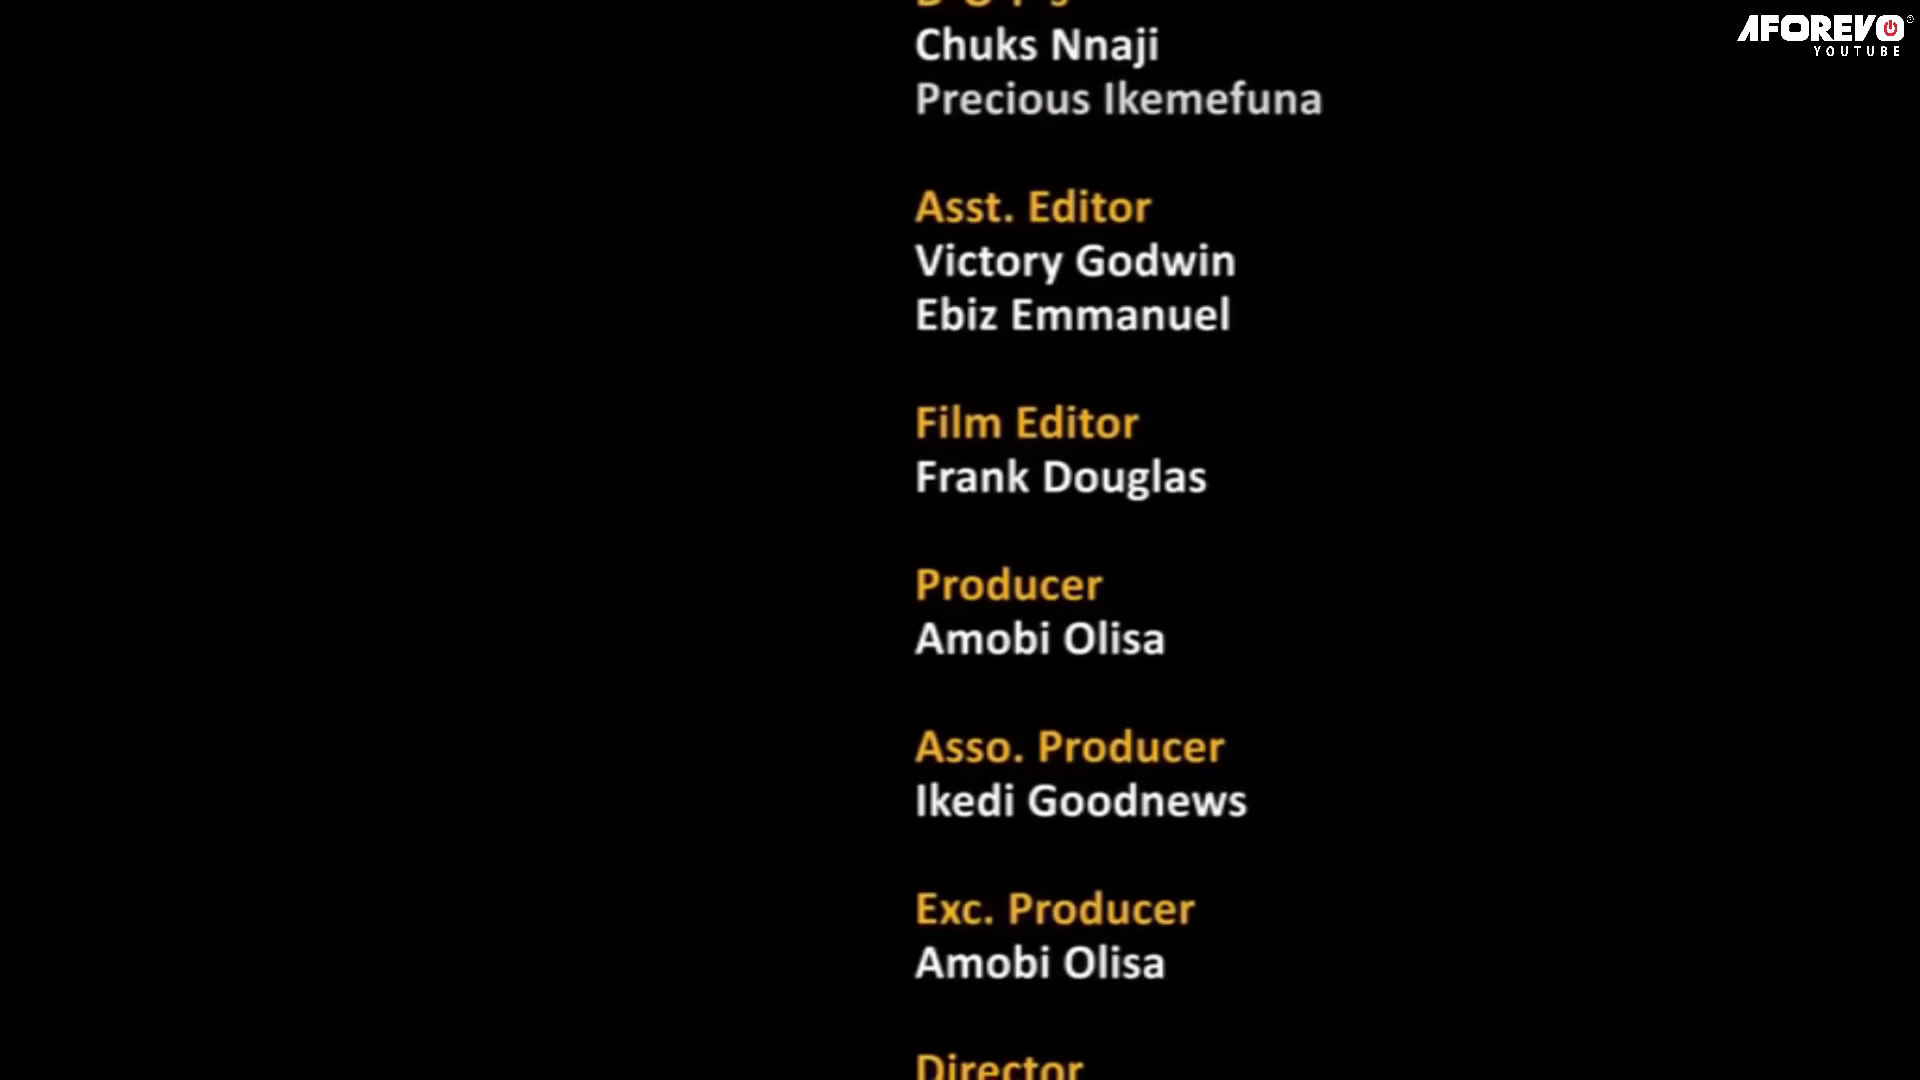 AFOREVO
YOUTUBE
D O P's
Chuks Nnaji
Precious Ikemefuna
Asst. Editor
Victory Godwin
Ebiz Emmanuel
Film Editor
Frank Douglas
Producer
Amobi Olisa
Asso. Producer
Ikedi Goodnews
Exc. Producer
Amobi Olisa
Director